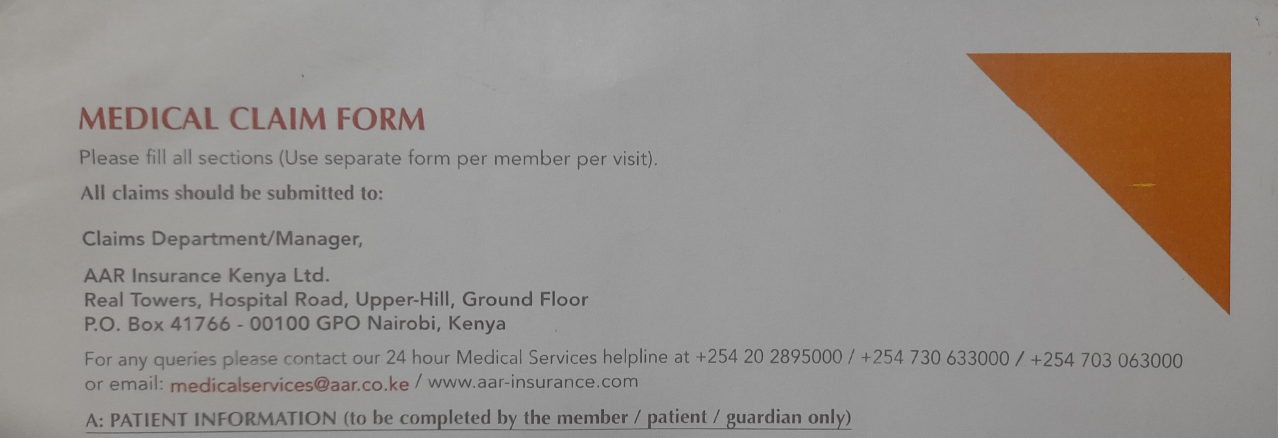 MEDICAL CLAIM FORM
Please fill all sections (Use separate form per member per visit).
All claims should be submitted to:
Claims Department/Manager,
AAR Insurance Kenya Ltd.
Real Towers, Hospital Road, Upper-Hill, Ground Floor
P.O. Box 41766 - 00100 GPO Nairobi, Kenya
For any queries please contact our 24 hour Medical Services helpline at +254 20 2895000 / +254 730 633000 / +254 703 063000
or email: medicalservices@aar.co.ke / www.aar-insurance.com
A: PATIENT INFORMATION (to be completed by the member / patient / guardian only)